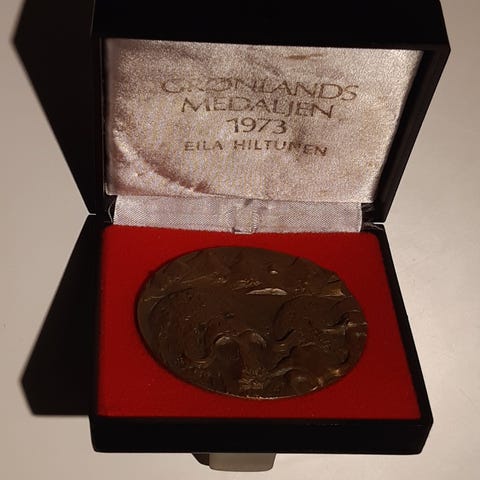 GRØNLANDS
MEDALJEN
1973
EILA HILTUNEN